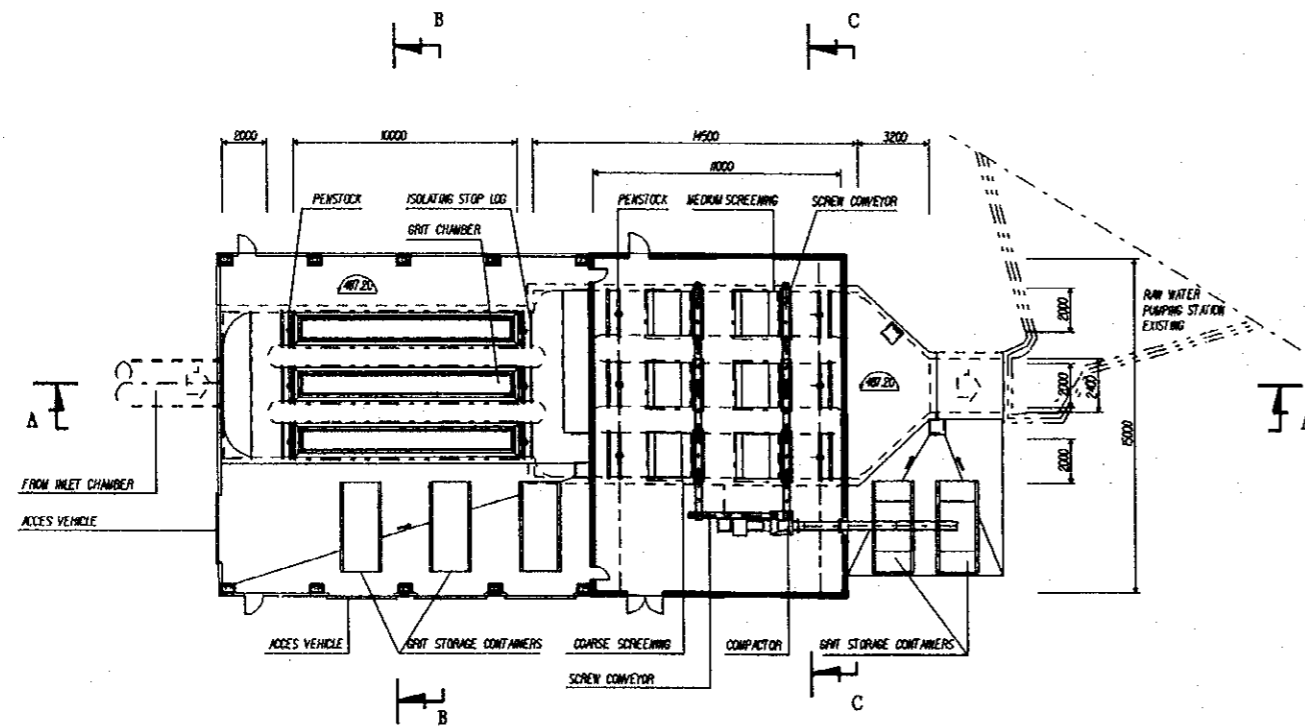 B
C
2000
10000
14500
3200
11000
PENSTOCK
ISOLATING STOP LOG
PENSTOCK
MEDIUM SCREENING
SCREW CONVEYOR
GRIT CHAMBER
487.20
2000
RAW WATER
PUMPING STATION
EXISTING
487.20
2000
2400
A
A
15000
2000
FROM INLET CHAMBER
ACCES VEHICLE
ACCES VEHICLE
GRIT STORAGE CONTAINERS
COARSE SCREENING
COMPACTOR
GRIT STORAGE CONTAINERS
SCREW CONVEYOR
C
B